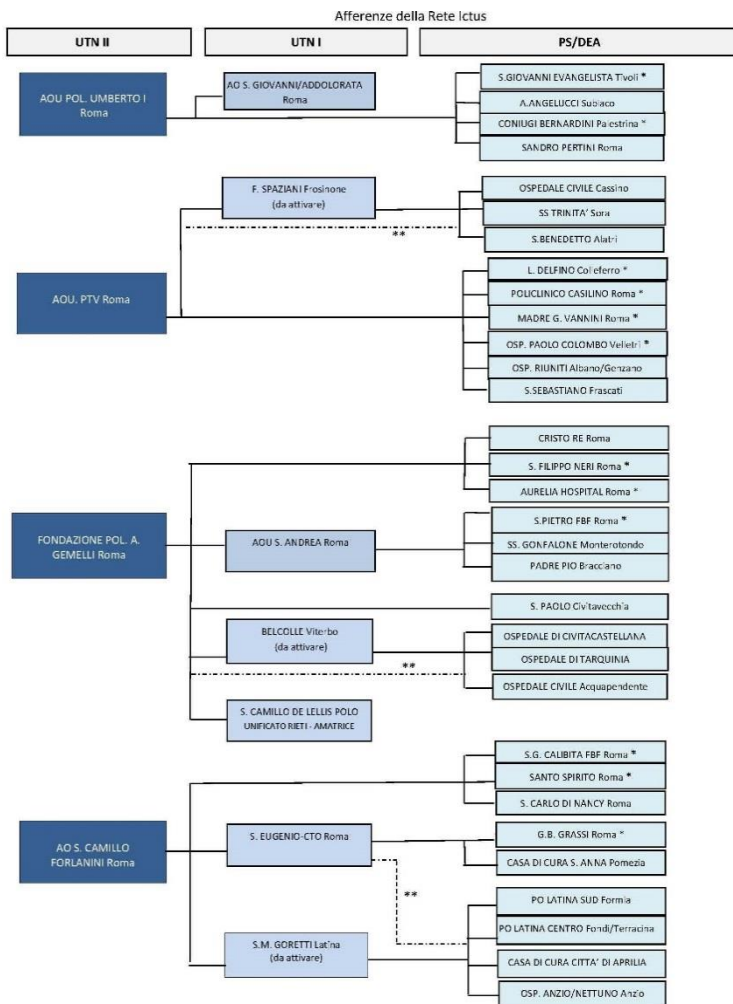 Afferenze della Rete Ictus
UTN II
UTN I
PS/DEA
AOU POL. UMBERTO I
Roma
AO S. GIOVANNI/ADDOLORATA
Roma
S.GIOVANNI EVANGELISTA Tivoli *
A.ANGELUCCI Subiaco
CONIUGI BERNARDINI Palestrina *
SANDRO PERTINI Roma
AOU. PTV Roma
F. SPAZIANI Frosinone
(da attivare)
**
OSPEDALE CIVILE Cassino
SS TRINITA' Sora
S.BENEDETTO Alatri
L. DELFINO Colleferro *
POLICLINICO CASILINO Roma *
MADRE G. VANNINI Roma *
OSP. PAOLO COLOMBO Velletri *
OSP. RIUNITI Albano/Genzano
S.SEBASTIANO Frascati
FONDAZIONE POL. A.
GEMELLI Roma
CRISTO RE Roma
S. FILIPPO NERI Roma *
AURELIA HOSPITAL Roma *
AOU S. ANDREA Roma
S.PIETRO FBF Roma *
SS. GONFALONE Monterotondo
PADRE PIO Bracciano
S. PAOLO Civitavecchia
BELCOLLE Viterbo
(da attivare)
**
OSPEDALE DI CIVITACASTELLANA
OSPEDALE DI TARQUINIA
OSPEDALE CIVILE Acquapendente
S. CAMILLO DE LELLIS POLO
UNIFICATO RIETI - AMATRICE
AO S. CAMILLO
FORLANINI Roma
S.G. CALIBITA FBF Roma *
SANTO SPIRITO Roma *
S. CARLO DI NANCY Roma
S. EUGENIO-CTO Roma
G.B. GRASSI Roma *
CASA DI CURA S. ANNA Pomezia
**
S.M. GORETTI Latina
(da attivare)
PO LATINA SUD Formia
PO LATINA CENTRO Fondi/Terracina
CASA DI CURA CITTA' DI APRILIA
OSP. ANZIO/NETTUNO Anzio